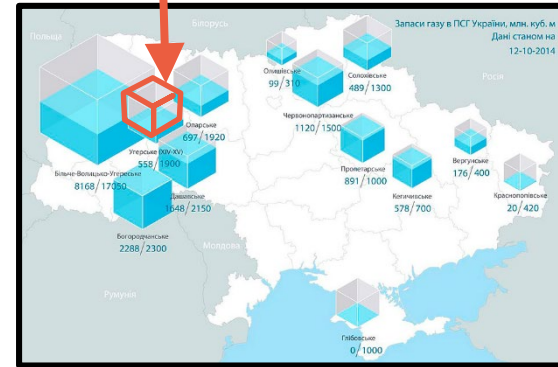 Запаси газу в ПСГ України, млн. куб. м
Дані станом на
12-10-2014
Польща
Білорусь
Росія
Олишівське
99/310
Солохівське
489/1300
Опарське
697/1920
Червонопартизанське
1120/1500
Угерське (XIV-XV)
558/1900
Більче-Волицько-Угерське
8168/17050
Дашавське
1648/2150
Пролетарське
891/1000
Кегичивське
578/700
Вергунське
176/400
Краснопопівське
20/420
Богородчанське
2288/2300
Молдова
Румунія
Глібовське
0/1000